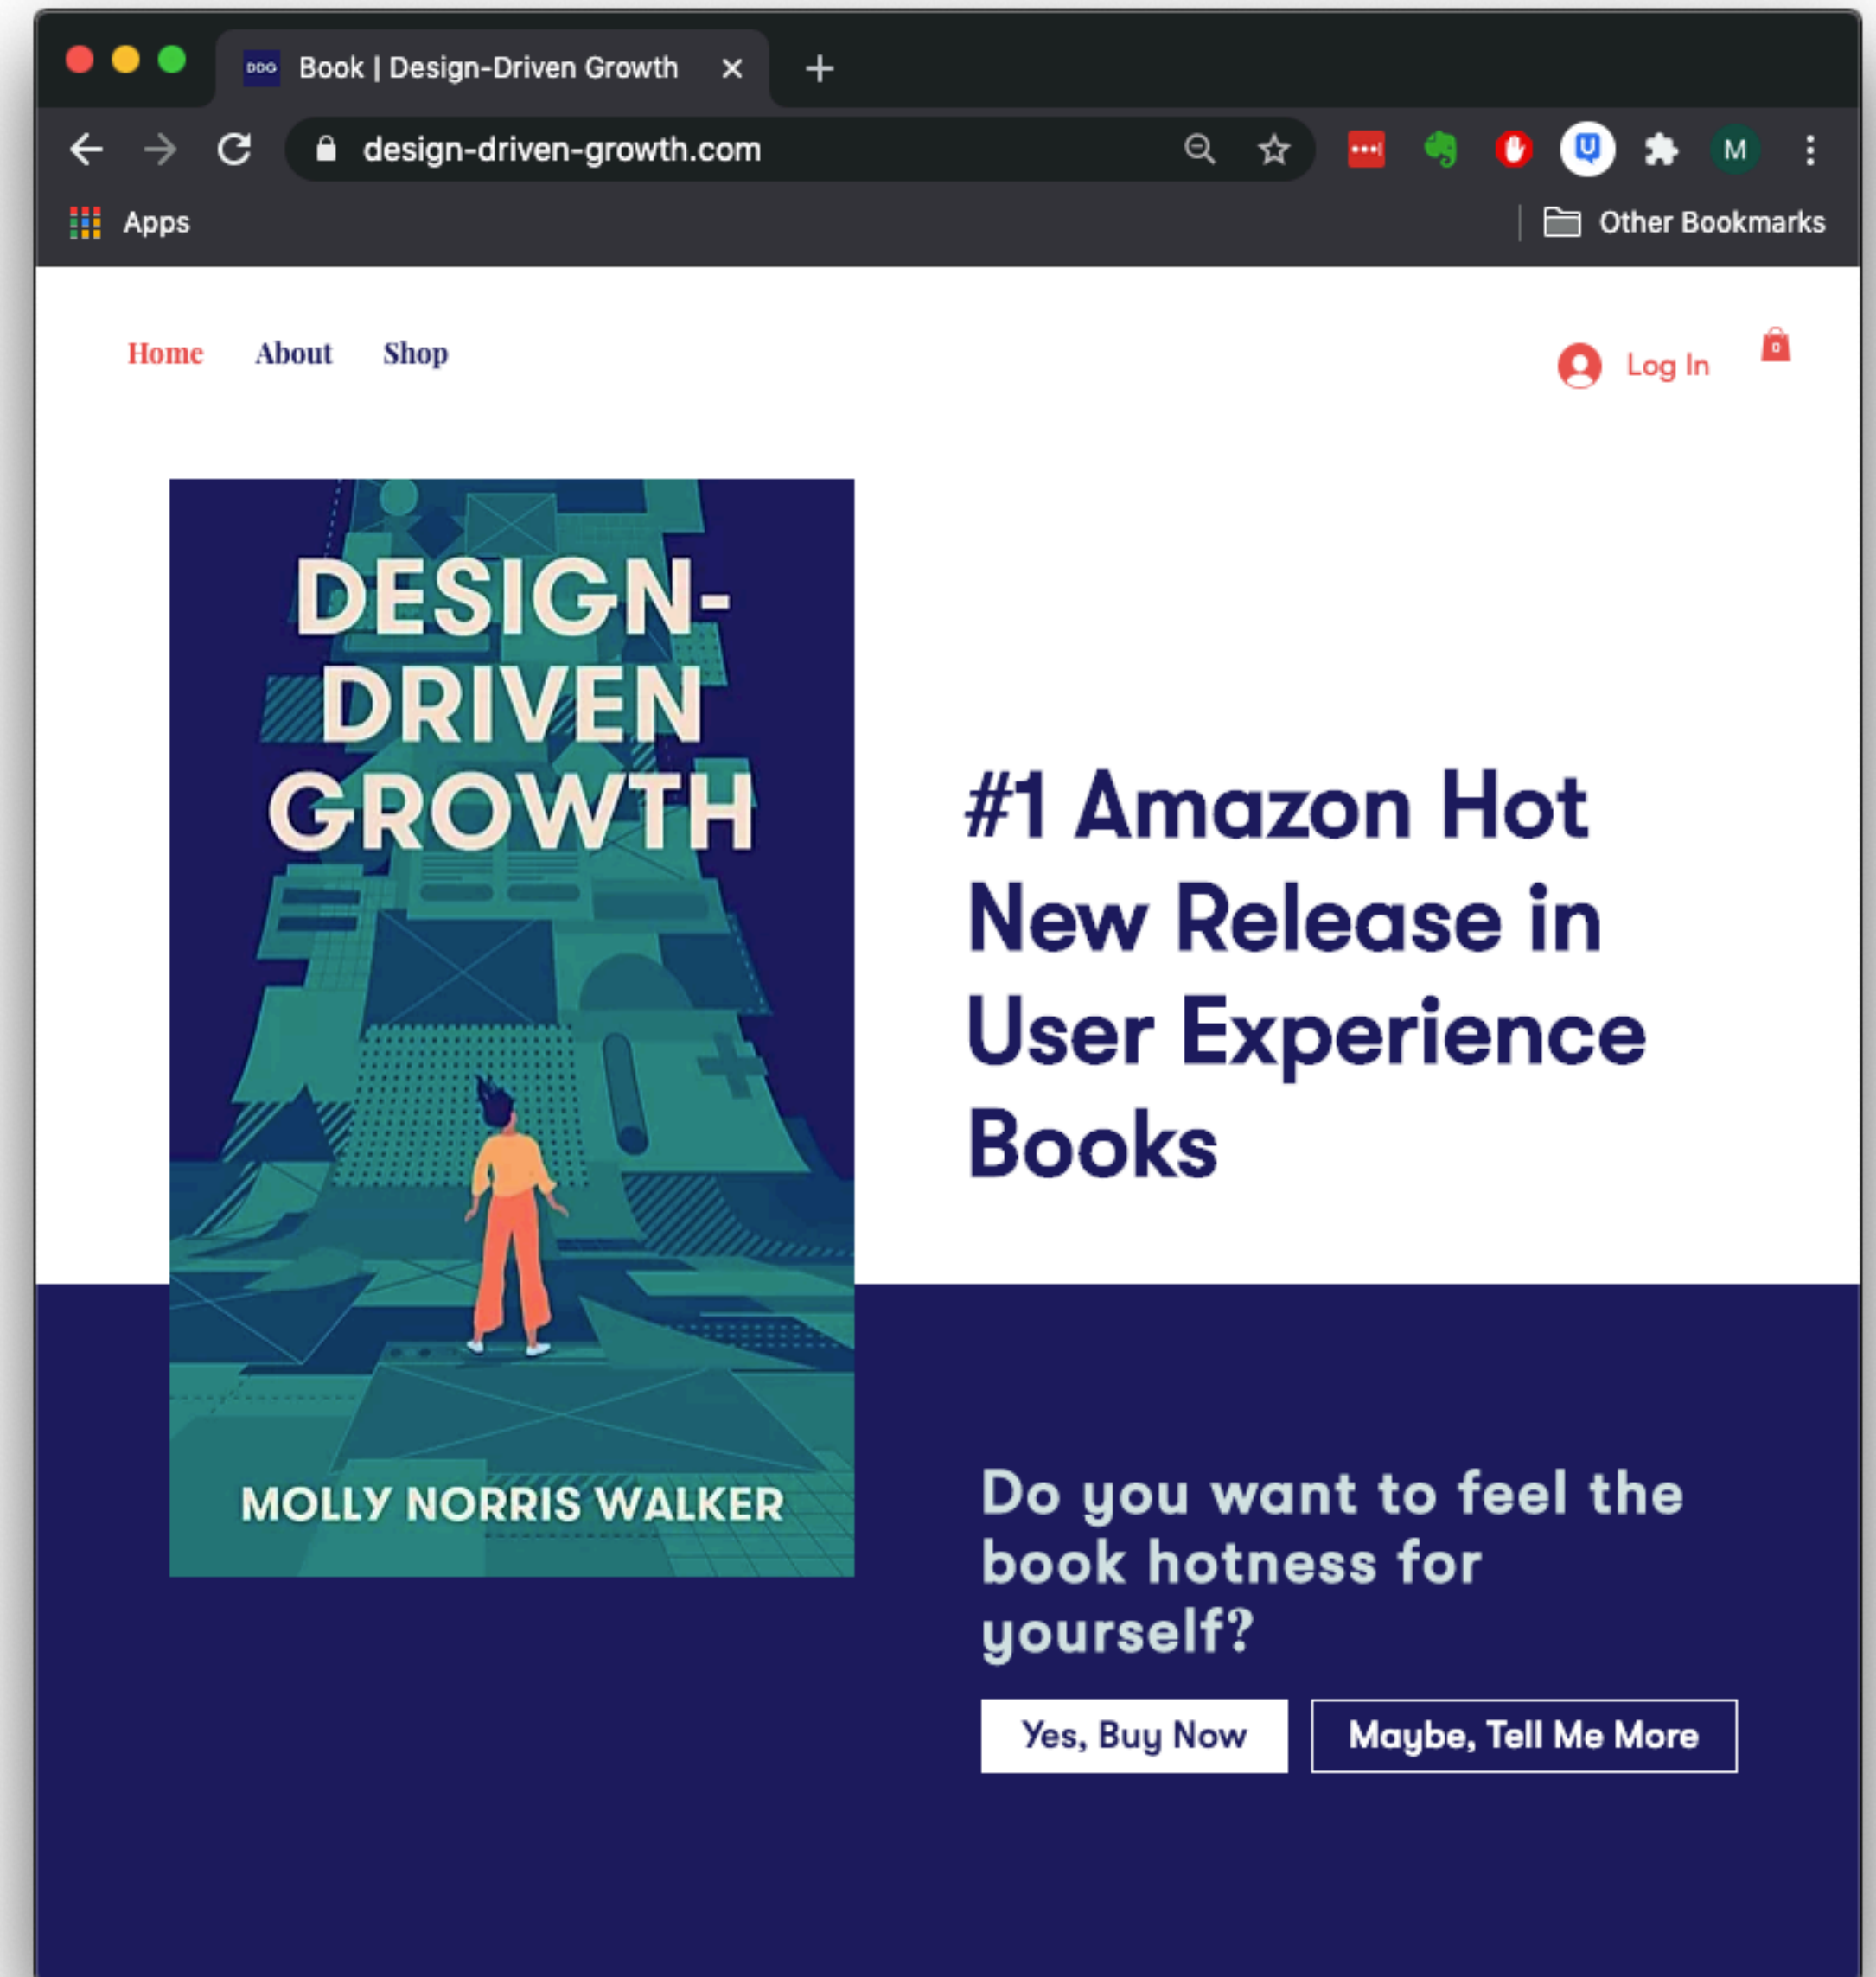 DDG Book | Design-Driven Growth
design-driven-growth.com
M
Apps
Other Bookmarks
Home About Shop
Log In
0
DESIGN-
DRIVEN
GROWTH
MOLLY NORRIS WALKER
#1 Amazon Hot
New Release in
User Experience
Books
Do you want to feel the
book hotness for
yourself?
Yes, Buy Now
Maybe, Tell Me More